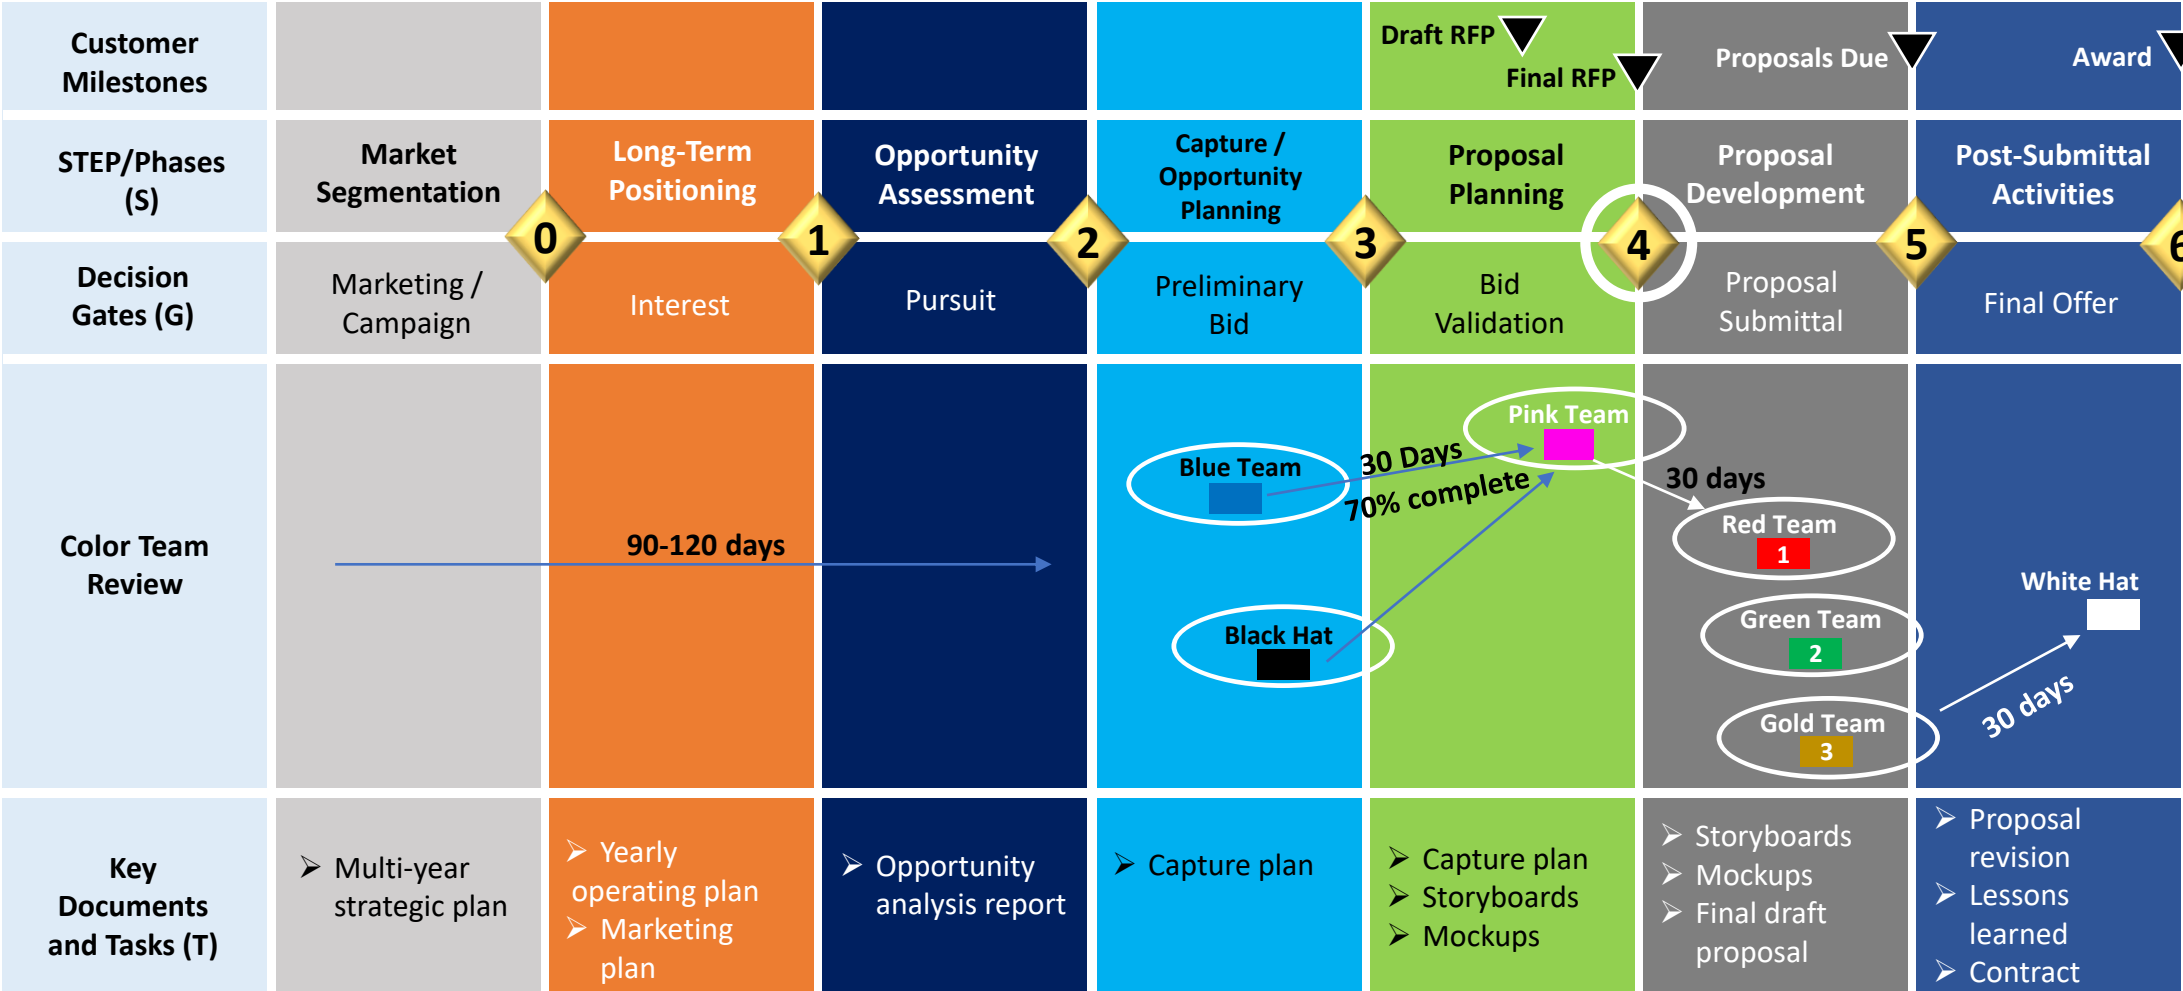 Customer
Milestones
Draft RFP
Final RFP
Proposals Due
Award
STEP/Phases
(S)
Market
Segmentation
Long-Term
Positioning
Opportunity
Assessment
Capture /
Opportunity
Planning
Proposal
Planning
Proposal
Development
Post-Submittal
Activities
0
1
2
3
4
5
6
Decision
Gates (G)
Marketing /
Campaign
Interest
Pursuit
Preliminary
Bid
Bid
Validation
Proposal
Submittal
Final Offer
Color Team
Review
90-120 days
Blue Team
Black Hat
30 Days
70% complete
Pink Team
30 days
Red Team
1
Green Team
2
Gold Team
3
White Hat
30 days
Key
Documents
and Tasks (T)
➢ Multi-year
strategic plan
➢ Yearly
operating plan
➢ Marketing
plan
➢ Opportunity
analysis report
➢ Capture plan
➢ Capture plan
➢ Storyboards
➢ Mockups
➢ Storyboards
➢ Mockups
➢ Final draft
proposal
➢ Proposal
revision
➢ Lessons
learned
➢ Contract